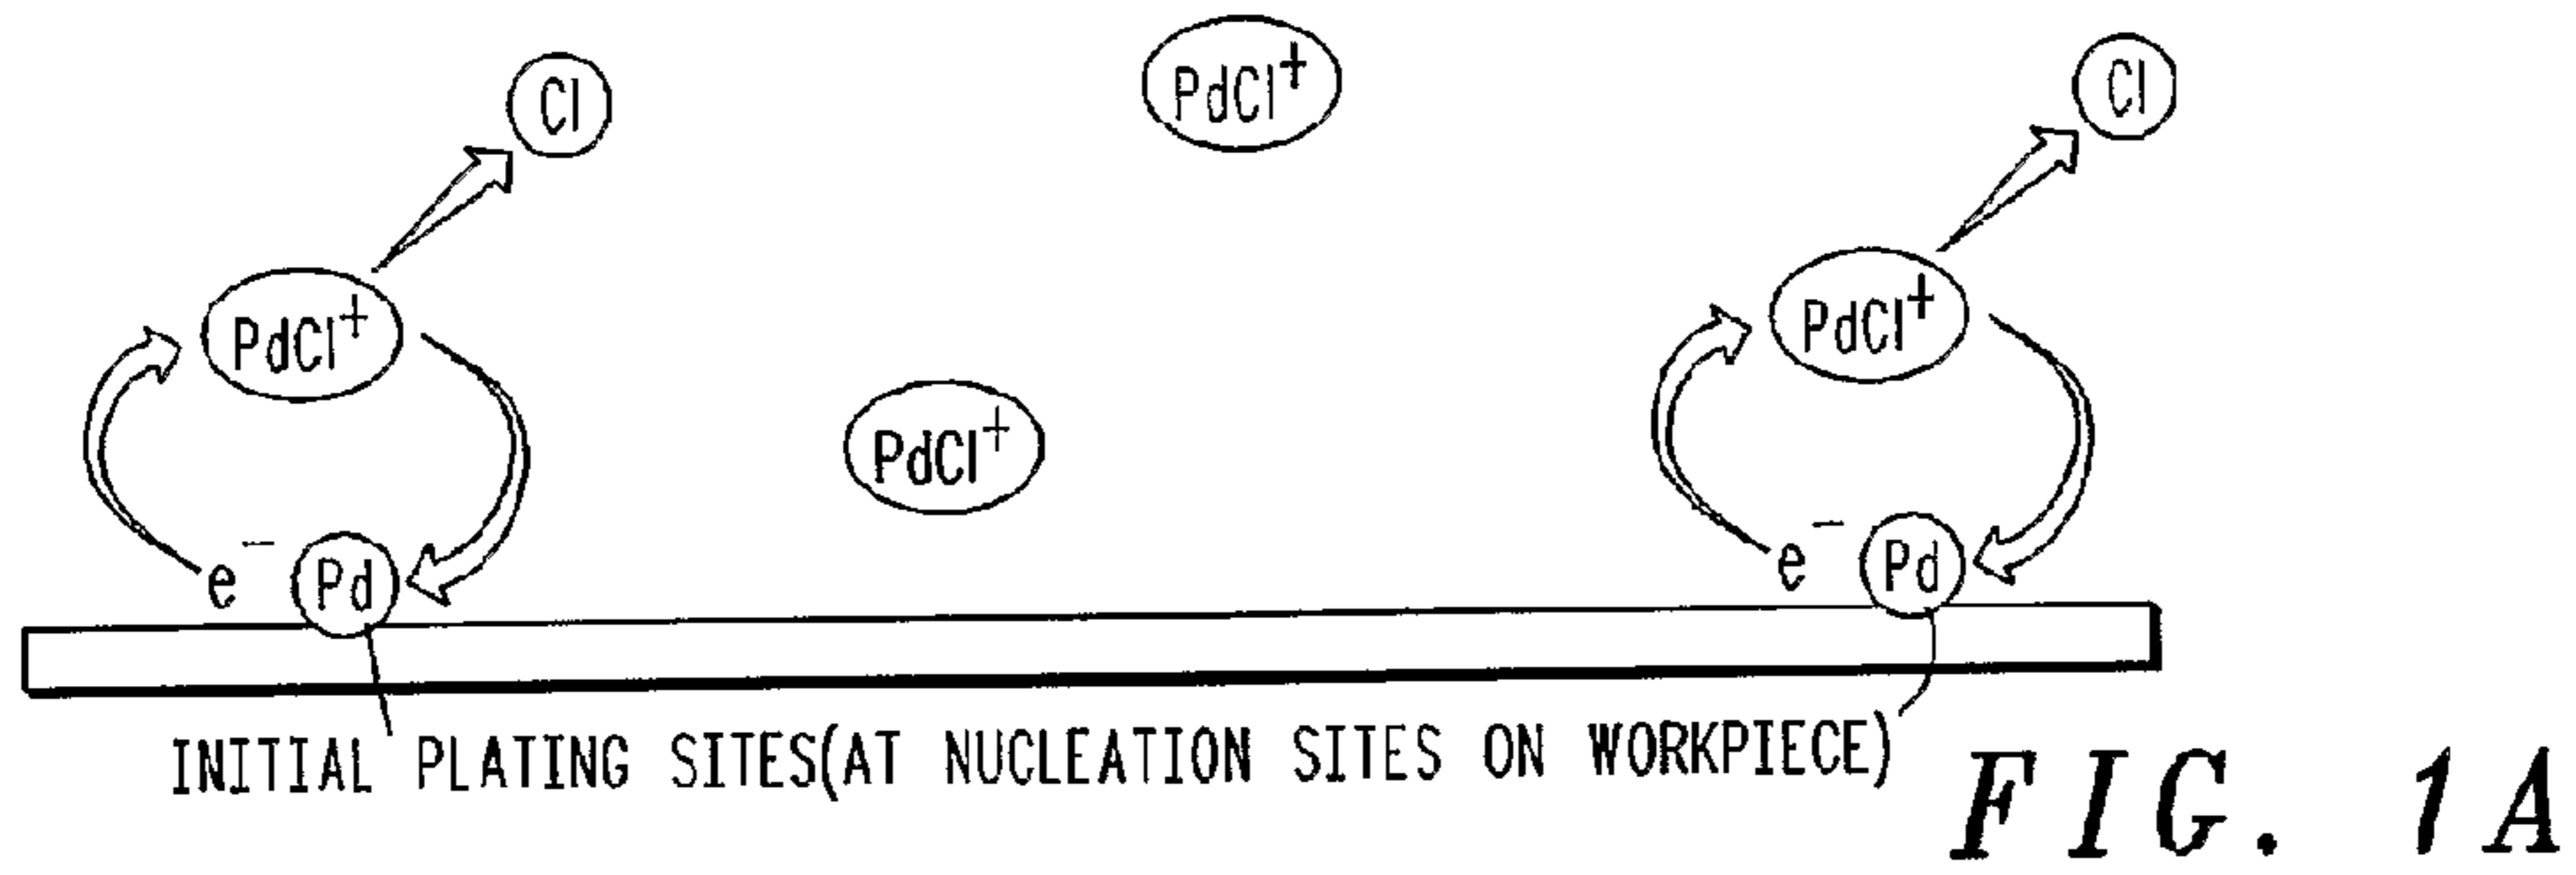 Cl
PdCl+
Cl
PdCl+
PdCl+
PdCl+
e- Pd
e- Pd
INITIAL PLATING SITES(AT NUCLEATION SITES ON WORKPIECE)
FIG. 1A